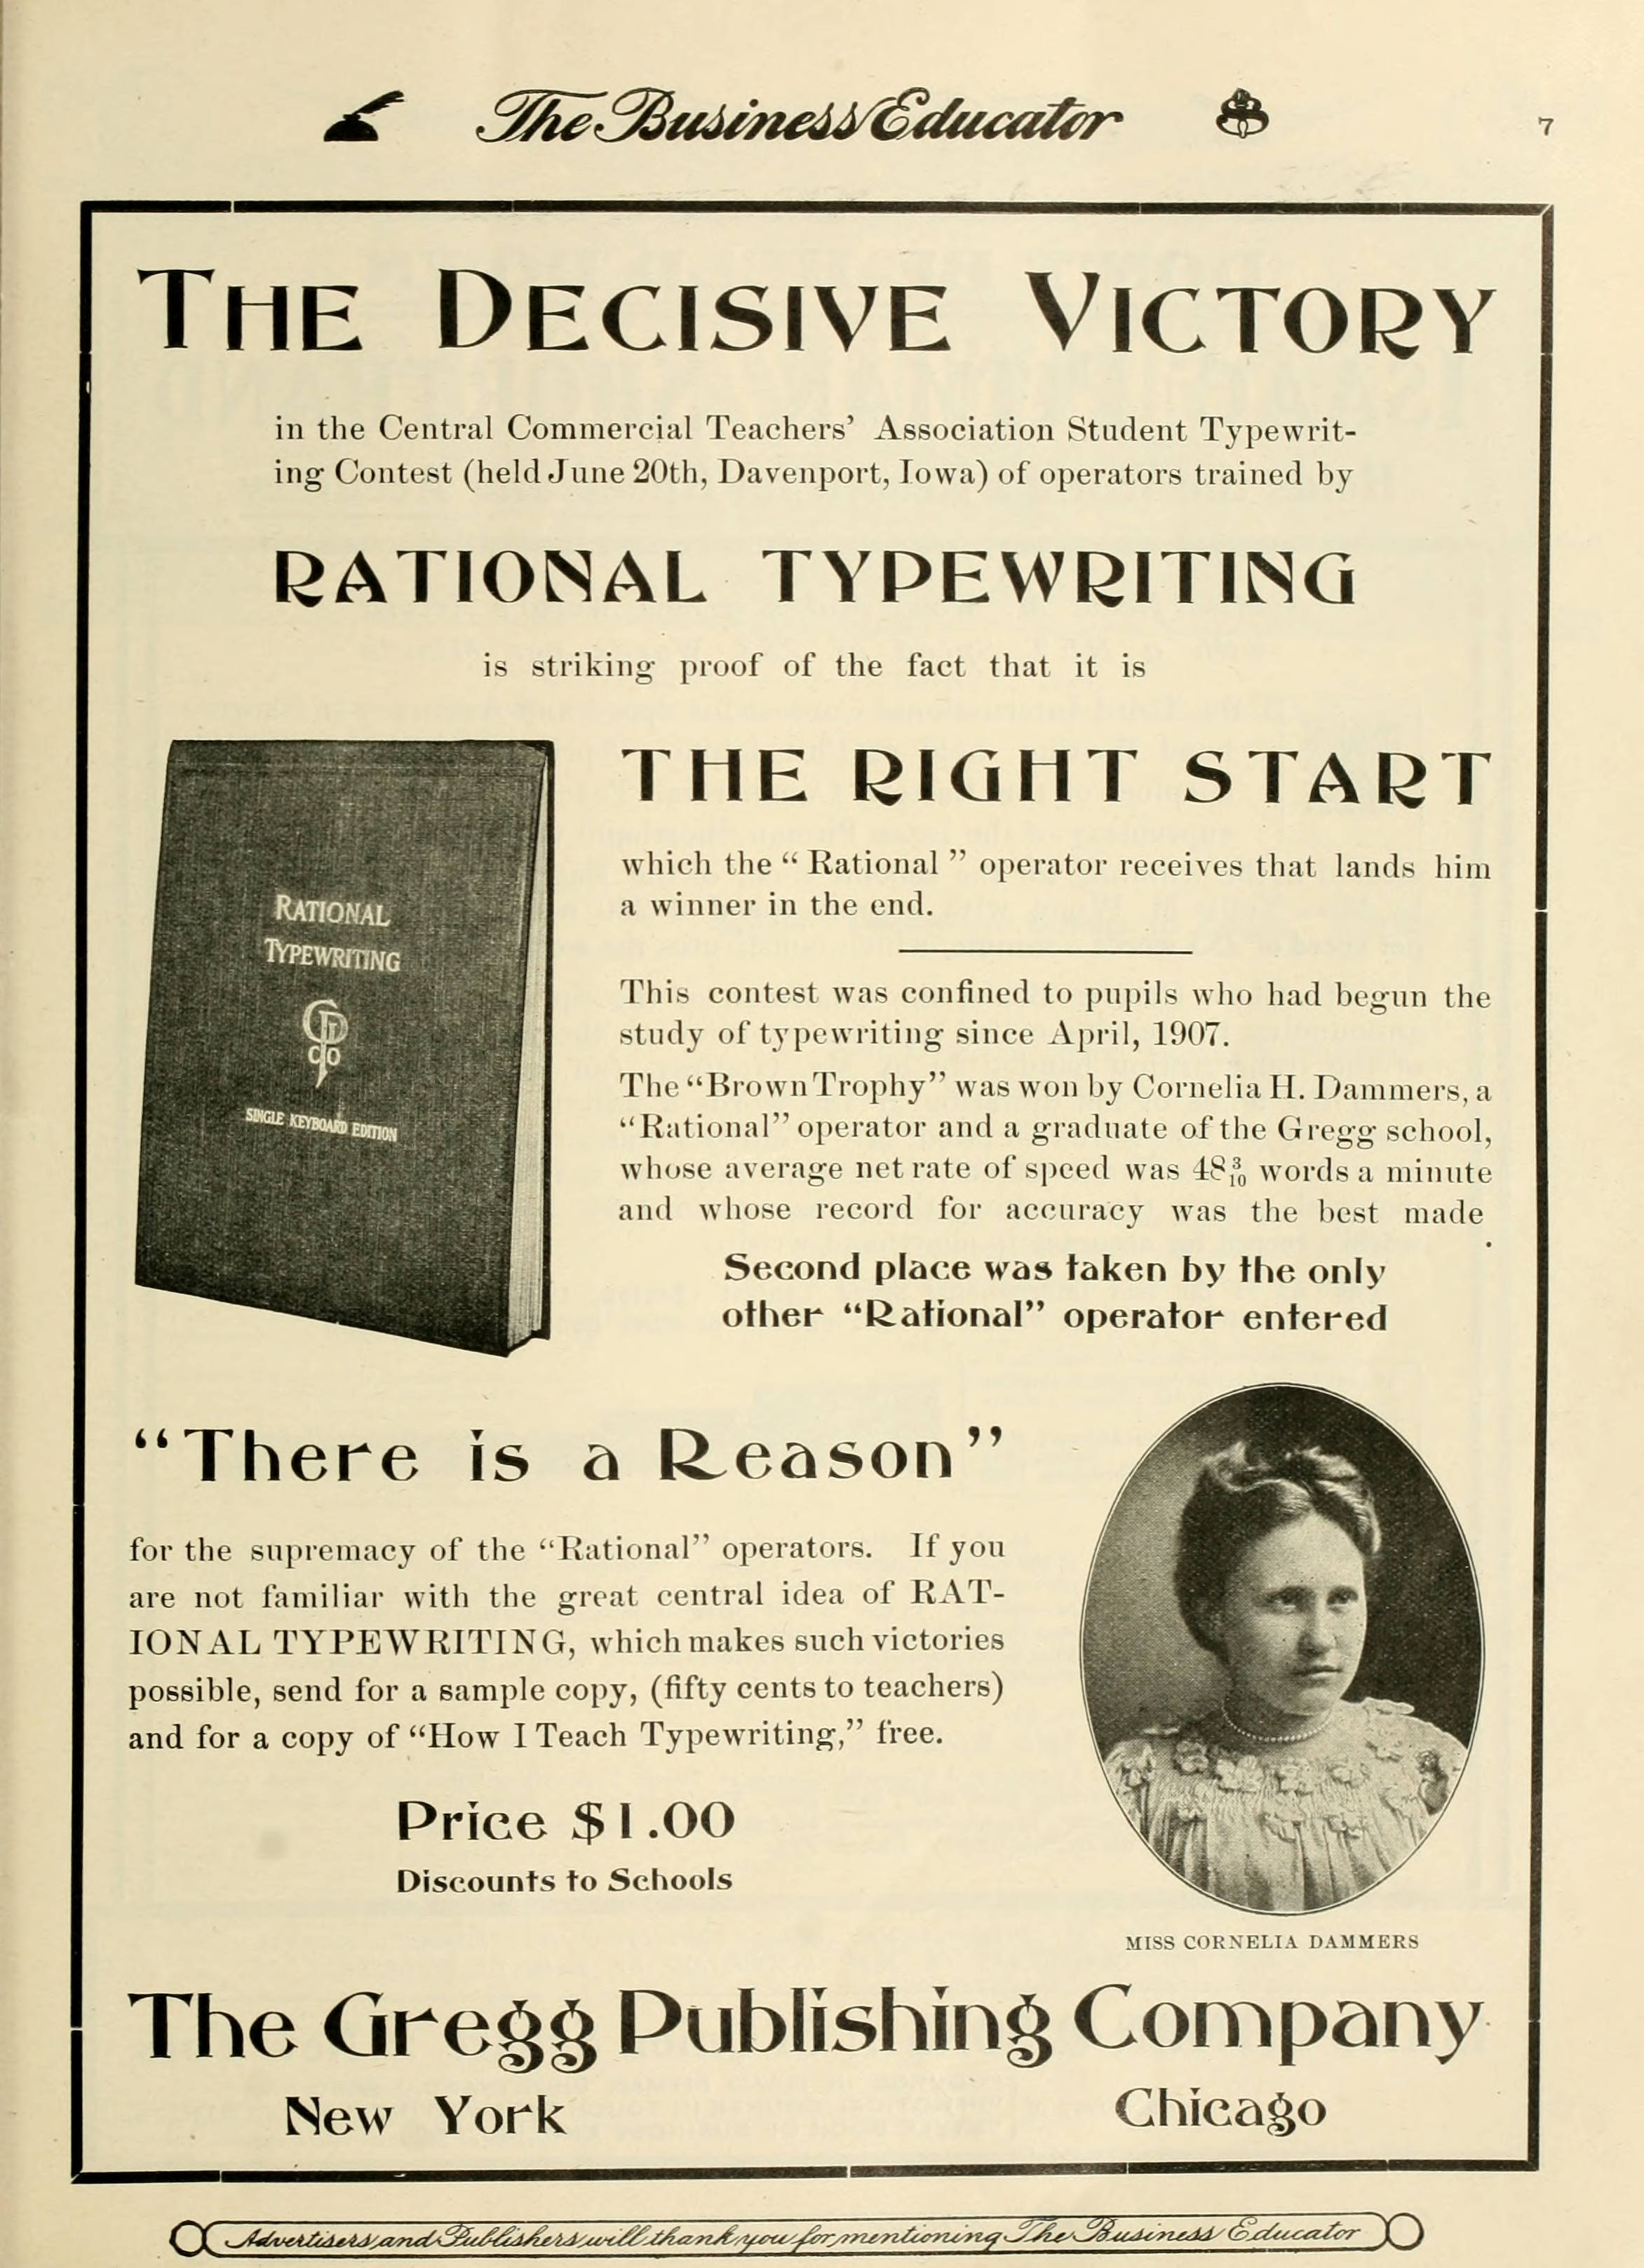 The Business Educator
7
THE DECISIVE VICTORY
in the Central Commercial Teachers' Association Student Typewrit-
ing Contest (held June 20th, Davenport, Iowa) of operators trained by
RATIONAL TYPEWRITING
is striking proof of the fact that it is
THE RIGHT START
which the "Rational" operator receives that lands him
a winner in the end.
RATIONAL
TYPEWRITING
GP
Co
SINGLE KEYBOARD EDITION
This contest was confined to pupils who had begun the
study of typewriting since April, 1907.
The "Brown Trophy" was won by Cornelia H. Dammers, a
"Rational" operator and a graduate of the Gregg school,
whose average net rate of speed was 48 3/10 words a minute
and whose record for accuracy was the best made
Second place was taken by the only
other "Rational" operator entered
"There is a Reason"
for the supremacy of the "Rational" operators. If you
are not familiar with the great central idea of RAT-
IONAL TYPEWRITING, which makes such victories
possible, send for a sample copy, (fifty cents to teachers)
and for a copy of "How I Teach Typewriting," free.
Price $1.00
Discounts to Schools
MISS CORNELIA DAMMERS
The Gregg Publishing Company
New York
Chicago
Advertisers and Publishers will thank you for mentioning The Business Educator